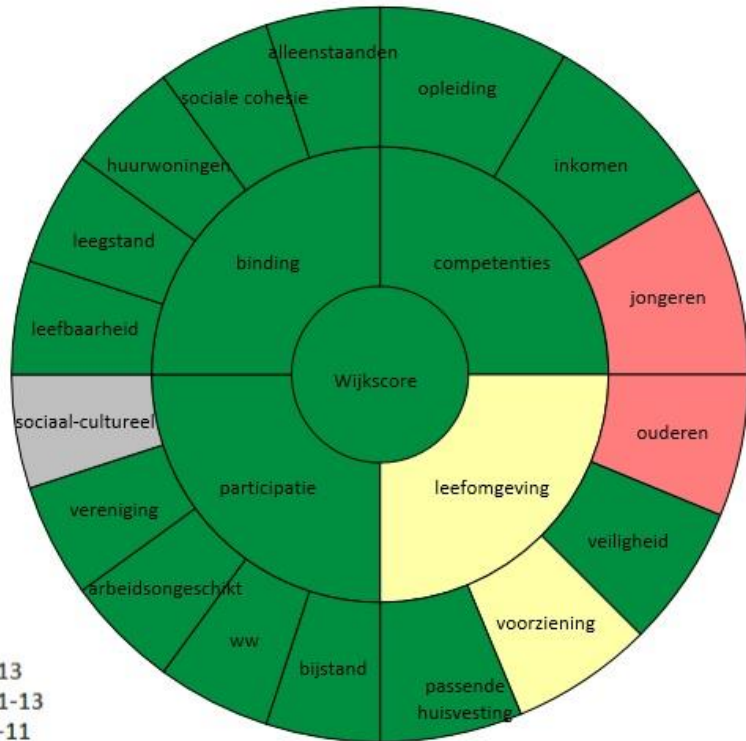 alleenstaanden
opleiding
sociale cohesie
inkomen
huurwoningen
leegstand
binding
competenties
jongeren
leefbaarheid
Wijkscore
sociaal-cultureel
ouderen
participatie
leefomgeving
vereniging
veiligheid
arbeidsongeschikt
voorziening
ww
bijstand
passende
huisvesting
13
1-13
-11